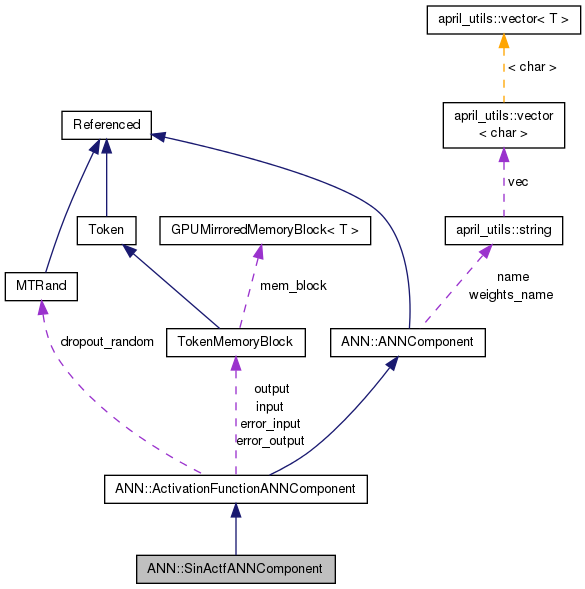 april_utils::vector< T >
< char >
april_utils::vector
< char >
Referenced
vec
Token
GPUMirroredMemoryBlock< T >
april_utils::string
MTRand
mem_block
name
weights_name
dropout_random
TokenMemoryBlock
ANN::ANNComponent
output
input
error_input
error_output
ANN::ActivationFunctionANNComponent
ANN::SinActfANNComponent